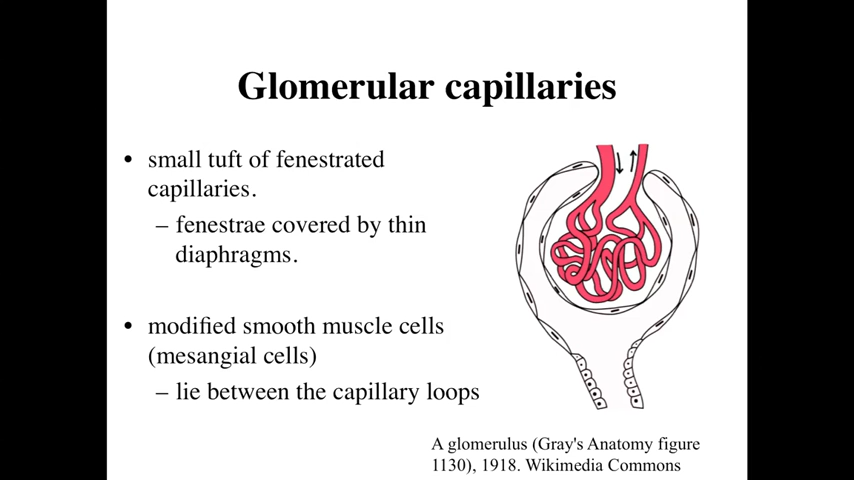 Glomerular capillaries
• small tuft of fenestrated
capillaries.
– fenestrae covered by thin
diaphragms.
• modified smooth muscle cells
(mesangial cells)
– lie between the capillary loops
A glomerulus (Gray's Anatomy figure
1130), 1918. Wikimedia Commons